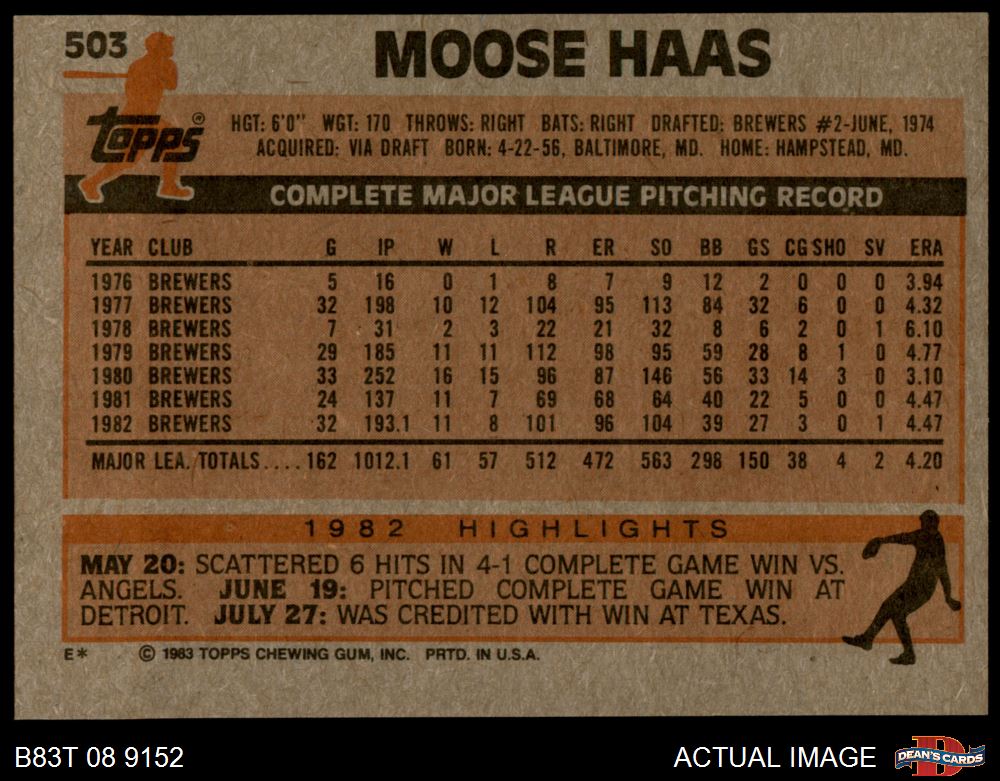 503
MOOSE HAAS
topps®
HGT: 6'0" WGT: 170 THROWS: RIGHT BATS: RIGHT DRAFTED: BREWERS #2-JUNE, 1974
ACQUIRED: VIA DRAFT BORN: 4-22-56, BALTIMORE, MD. HOME: HAMPSTEAD, MD.
COMPLETE MAJOR LEAGUE PITCHING RECORD
YEAR CLUB G IP W L R ER SO BB GS CG SHO SV ERA
1976 BREWERS 5 16 0 1 8 7 9 12 2 0 0 0 3.94
1977 BREWERS 32 198 10 12 104 95 113 84 32 6 0 0 4.32
1978 BREWERS 7 31 2 3 22 21 32 8 6 2 0 1 6.10
1979 BREWERS 29 185 11 11 112 98 95 59 28 8 1 0 4.77
1980 BREWERS 33 252 16 15 96 87 146 56 33 14 3 0 3.10
1981 BREWERS 24 137 11 7 69 68 64 40 22 5 0 0 4.47
1982 BREWERS 32 193.1 11 8 101 96 104 39 27 3 0 1 4.47
MAJOR LEA. TOTALS.... 162 1012.1 61 57 512 472 563 298 150 38 4 2 4.20
1982 HIGHLIGHTS
MAY 20: SCATTERED 6 HITS IN 4-1 COMPLETE GAME WIN VS.
ANGELS. JUNE 19: PITCHED COMPLETE GAME WIN AT
DETROIT. JULY 27: WAS CREDITED WITH WIN AT TEXAS.
E* © 1983 TOPPS CHEWING GUM, INC. PRTD. IN U.S.A.
B83T 08 9152 ACTUAL IMAGE
D
DEAN'S CARDS